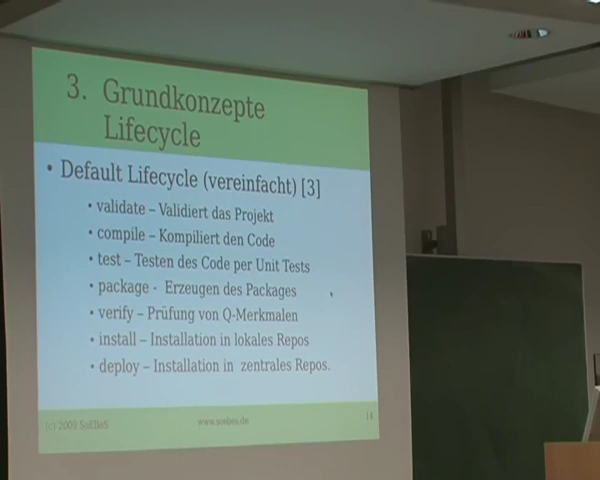 3. Grundkonzepte
Lifecycle
• Default Lifecycle (vereinfacht) [3]
• validate – Validiert das Projekt
• compile – Kompiliert den Code
• test – Testen des Code per Unit Tests
• package - Erzeugen des Packages
• verify – Prüfung von Q-Merkmalen
• install – Installation in lokales Repos
• deploy – Installation in zentrales Repos.
(c) 2009 SoEBeS
www.soebes.de